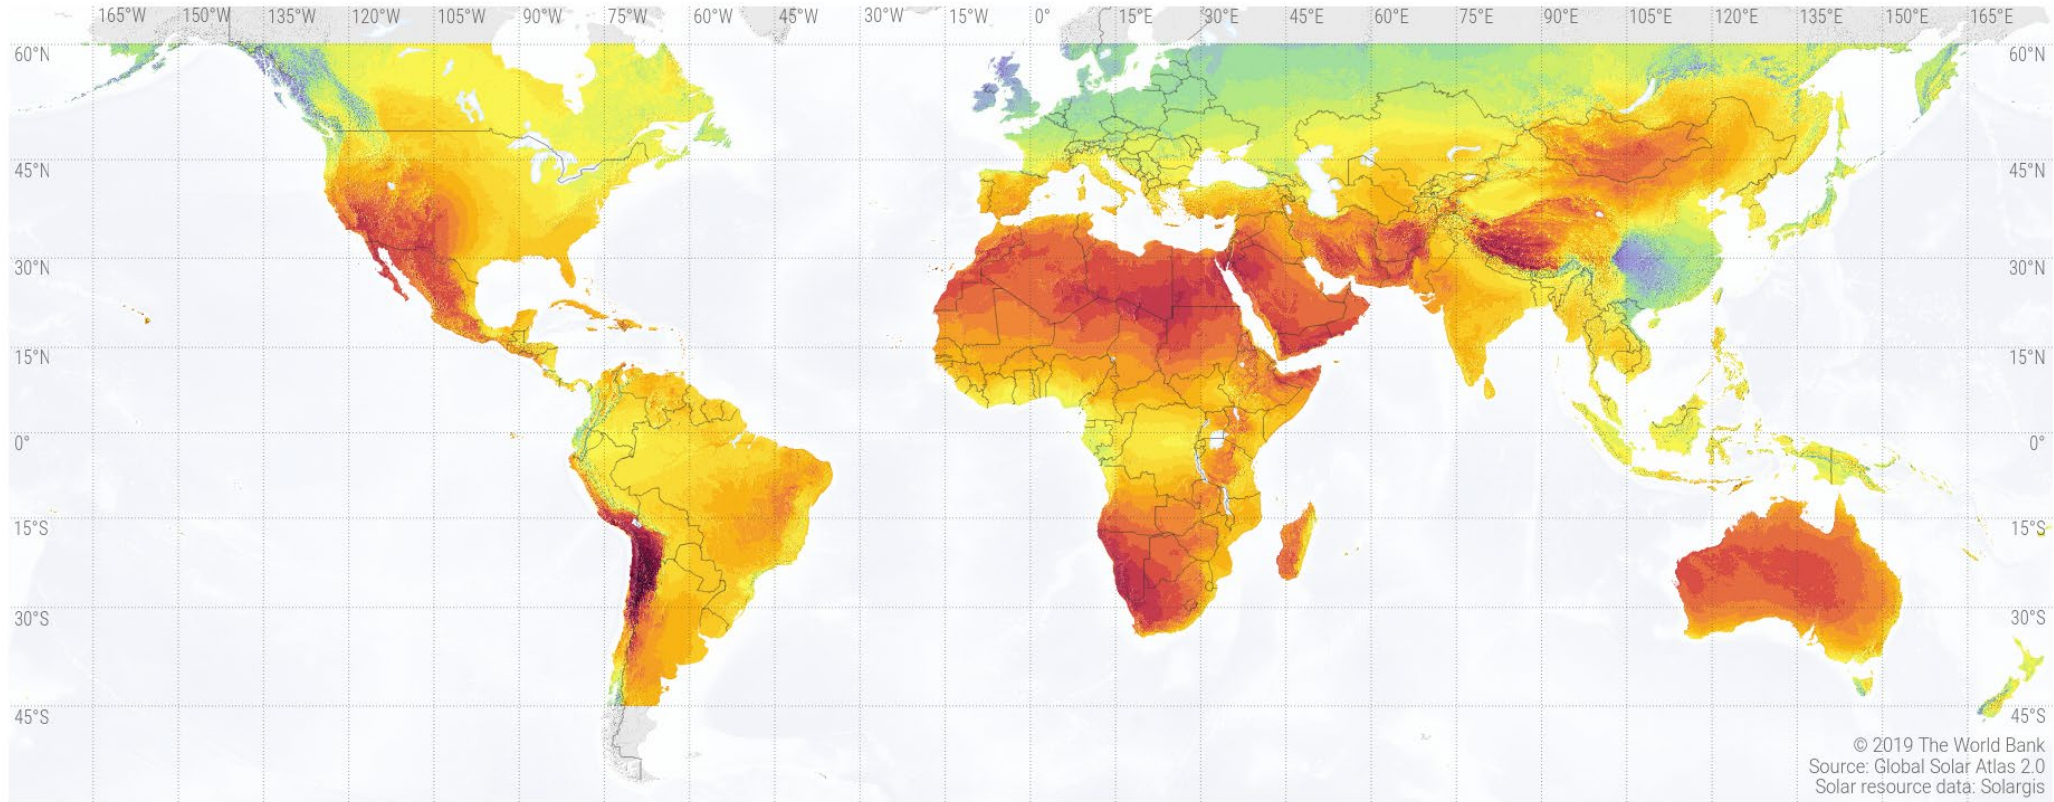 165°W 150°W 135°W 120°W 105°W 90°W 75°W 60°W 45°W 30°W 15°W 0° 15°E 30°E 45°E 60°E 75°E 90°E 105°E 120°E 135°E 150°E 165°E
60°N 60°N
45°N 45°N
30°N 30°N
15°N 15°N
0° 0°
15°S 15°S
30°S 30°S
45°S 45°S
© 2019 The World Bank
Source: Global Solar Atlas 2.0
Solar resource data: Solargis